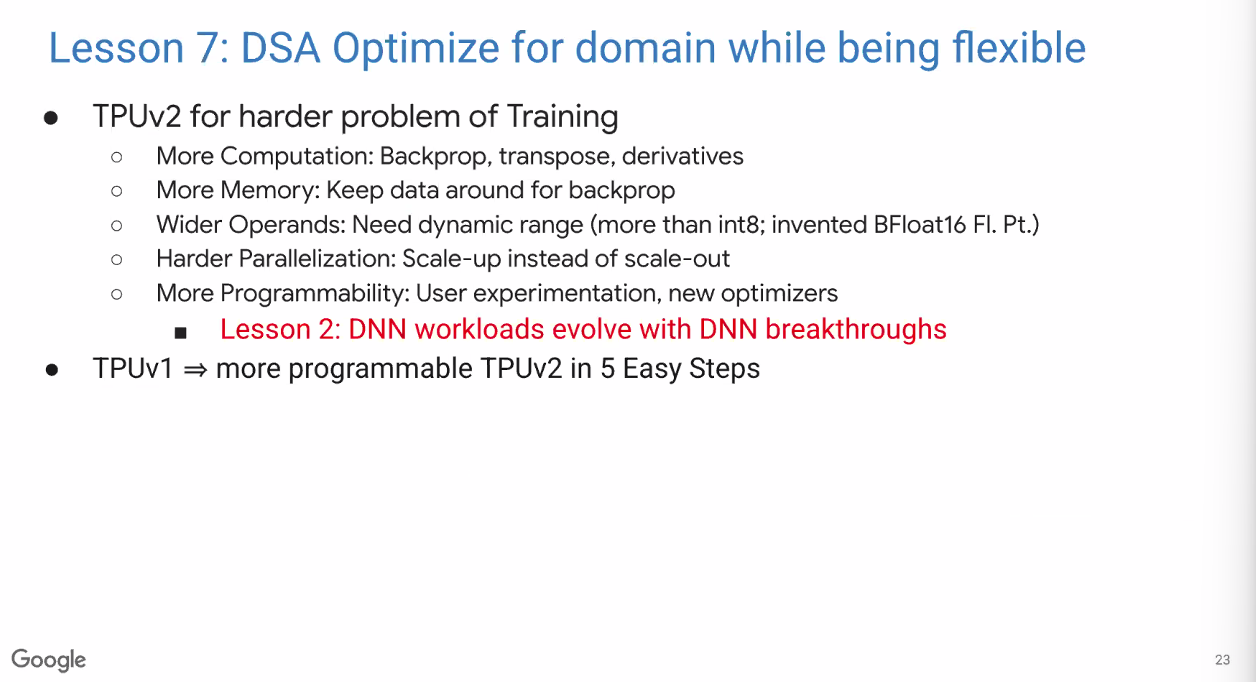 Lesson 7: DSA Optimize for domain while being flexible
● TPUv2 for harder problem of Training
○ More Computation: Backprop, transpose, derivatives
○ More Memory: Keep data around for backprop
○ Wider Operands: Need dynamic range (more than int8; invented BFloat16 Fl. Pt.)
○ Harder Parallelization: Scale-up instead of scale-out
○ More Programmability: User experimentation, new optimizers
■ Lesson 2: DNN workloads evolve with DNN breakthroughs
● TPUv1 ⇒ more programmable TPUv2 in 5 Easy Steps
Google
23